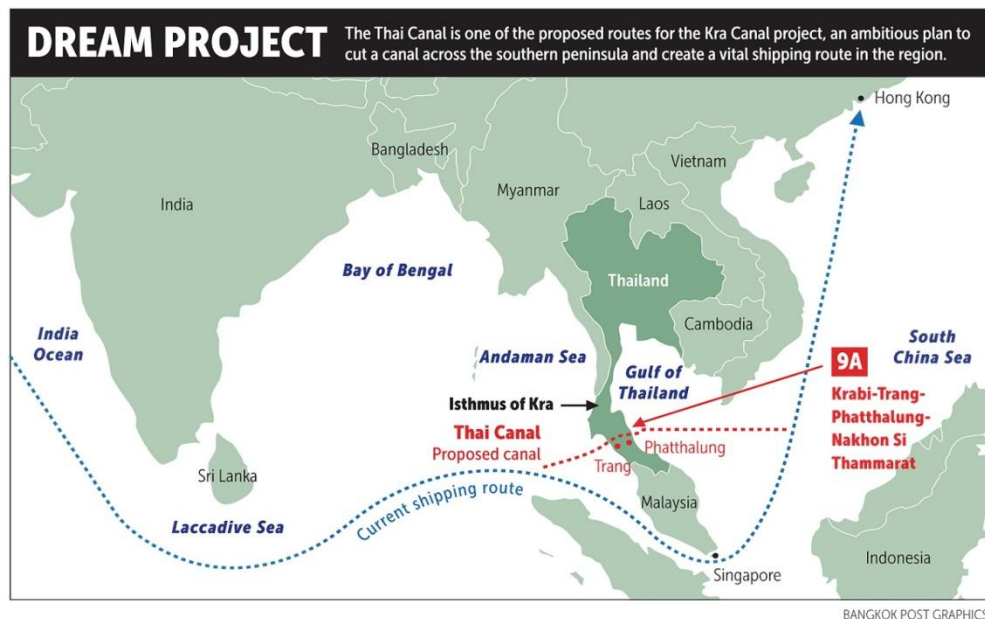 DREAM PROJECT
The Thai Canal is one of the proposed routes for the Kra Canal project, an ambitious plan to
cut a canal across the southern peninsula and create a vital shipping route in the region.
Hong Kong
Bangladesh
Vietnam
Myanmar
India
Laos
Bay of Bengal
Thailand
Cambodia
India
Ocean
Andaman Sea
Gulf of
Thailand
South
China Sea
9A
Krabi-Trang-
Phatthalung-
Nakhon Si
Thammarat
Isthmus of Kra
Thai Canal
Proposed canal
Phatthalung
Trang
Sri Lanka
Current shipping route
Malaysia
Laccadive Sea
Indonesia
Singapore
BANGKOK POST GRAPHICS